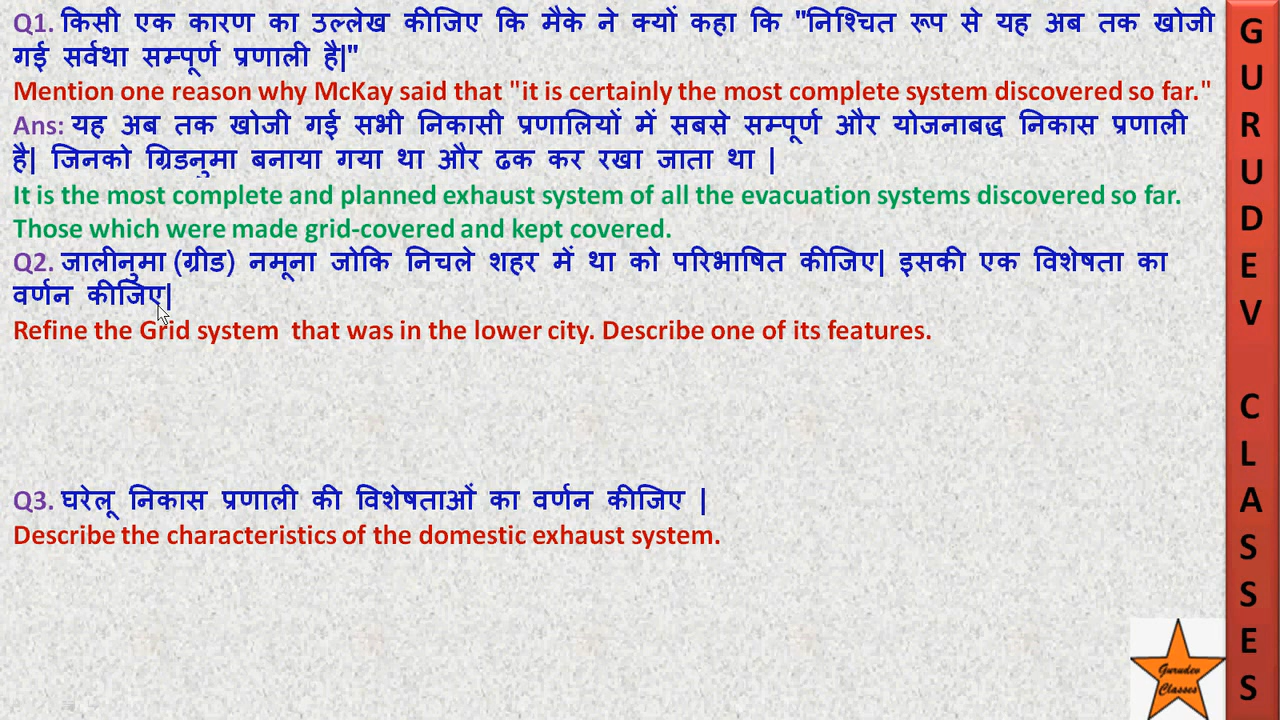 Q1. किसी एक कारण का उल्लेख कीजिए कि मैके ने क्यों कहा कि "निश्चित रूप से यह अब तक खोजी
गई सर्वथा सम्पूर्ण प्रणाली है|"
Mention one reason why McKay said that "it is certainly the most complete system discovered so far."
Ans: यह अब तक खोजी गई सभी निकासी प्रणालियों में सबसे सम्पूर्ण और योजनाबद्ध निकास प्रणाली
है| जिनको ग्रिडनुमा बनाया गया था और ढक कर रखा जाता था |
It is the most complete and planned exhaust system of all the evacuation systems discovered so far.
Those which were made grid-covered and kept covered.
Q2. जालीनुमा (ग्रीड) नमूना जोकि निचले शहर में था को परिभाषित कीजिए| इसकी एक विशेषता का
वर्णन कीजिए|
Refine the Grid system that was in the lower city. Describe one of its features.
Q3. घरेलू निकास प्रणाली की विशेषताओं का वर्णन कीजिए |
Describe the characteristics of the domestic exhaust system.
GURUDEV CLASSES
Gurudev
Classes